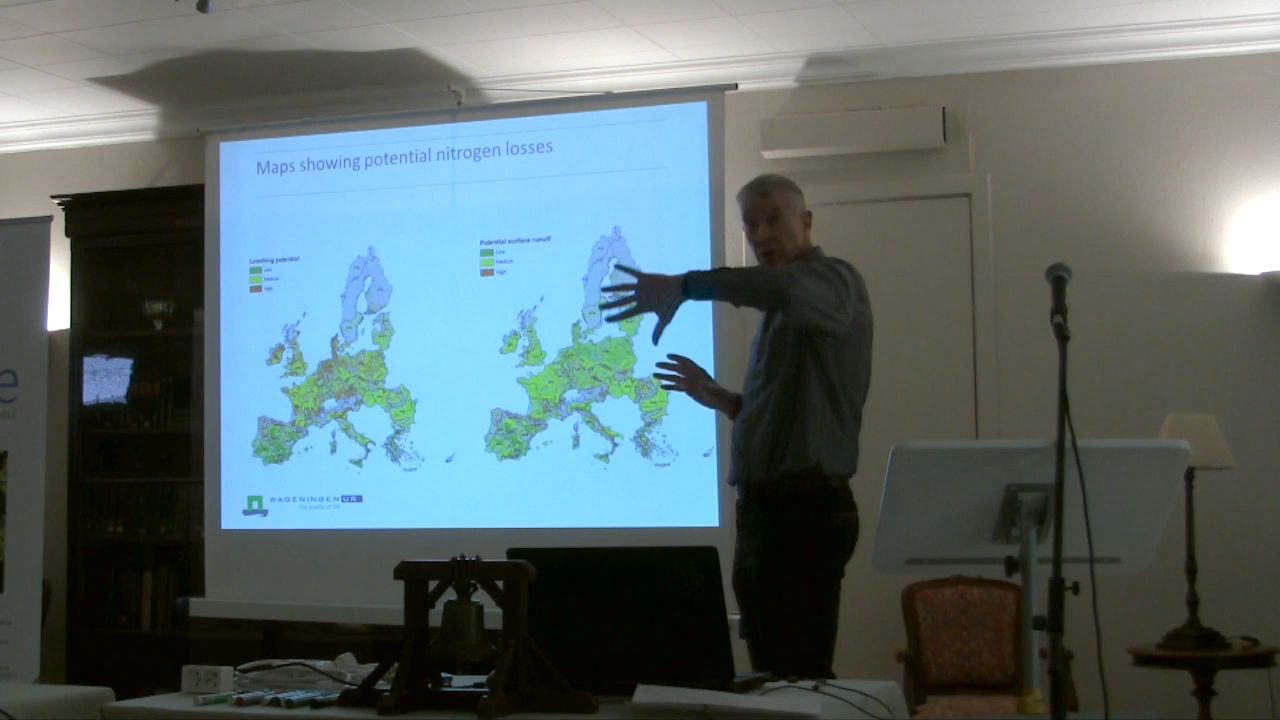 Maps showing potential nitrogen losses
Leaching potential
Low
Medium
High
Potential surface runoff
Low
Medium
High
WAGENINGEN UR
For quality of life